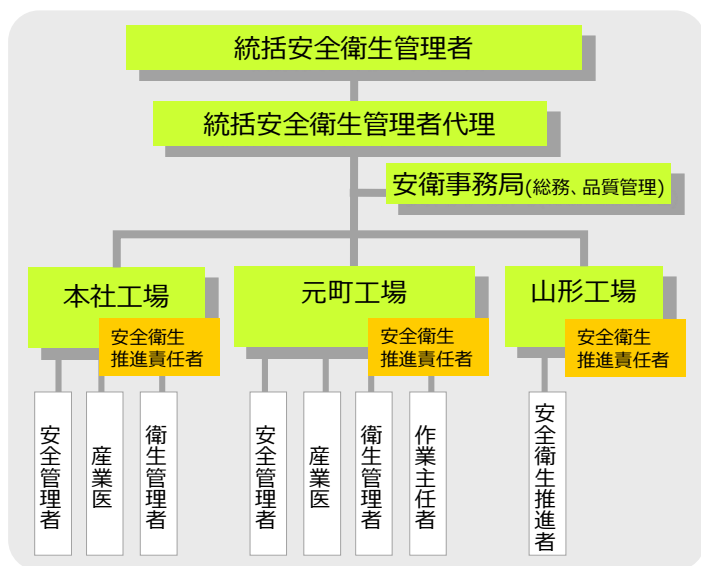 統括安全衛生管理者
統括安全衛生管理者代理
安衛事務局(総務、品質管理)
本社工場
安全衛生
推進責任者
元町工場
安全衛生
推進責任者
山形工場
安全衛生
推進責任者
安全管理者
産業医
衛生管理者
安全管理者
産業医
衛生管理者
作業主任者
安全衛生推進者